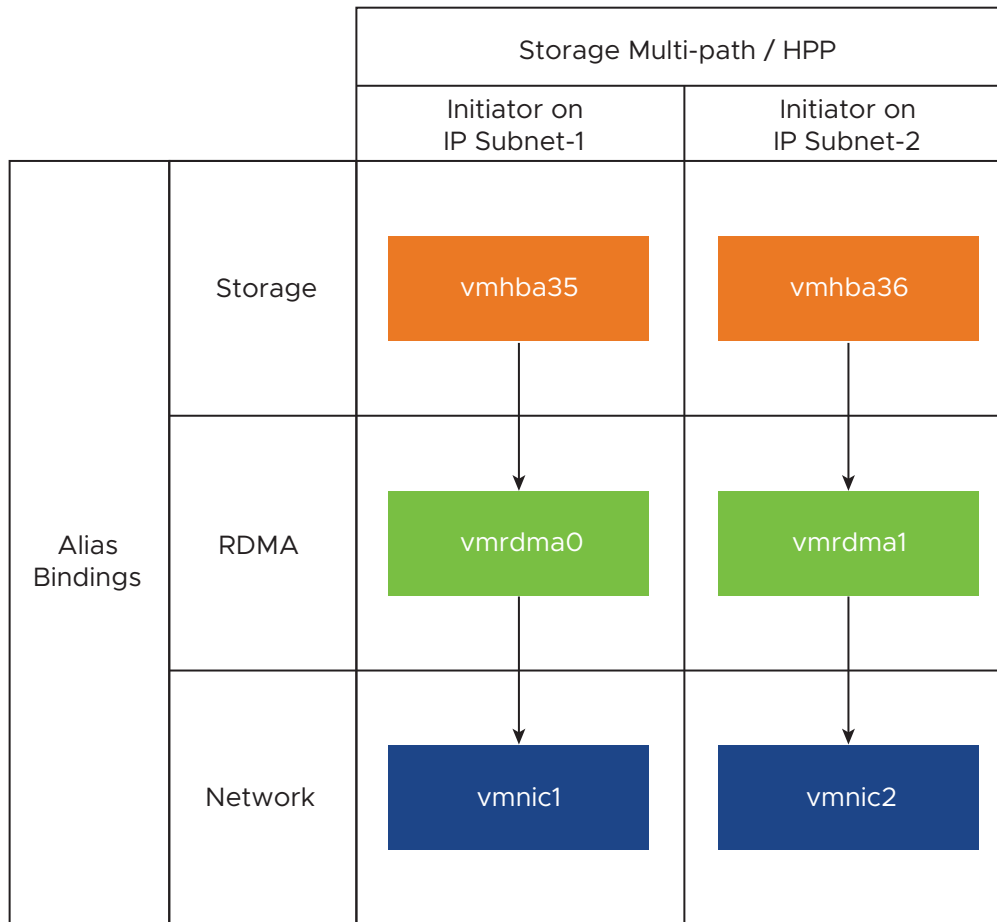 Storage Multi-path / HPP
Initiator on
IP Subnet-1
Initiator on
IP Subnet-2
Alias
Bindings
Storage
vmhba35
vmhba36
RDMA
vmrdma0
vmrdma1
Network
vmnic1
vmnic2